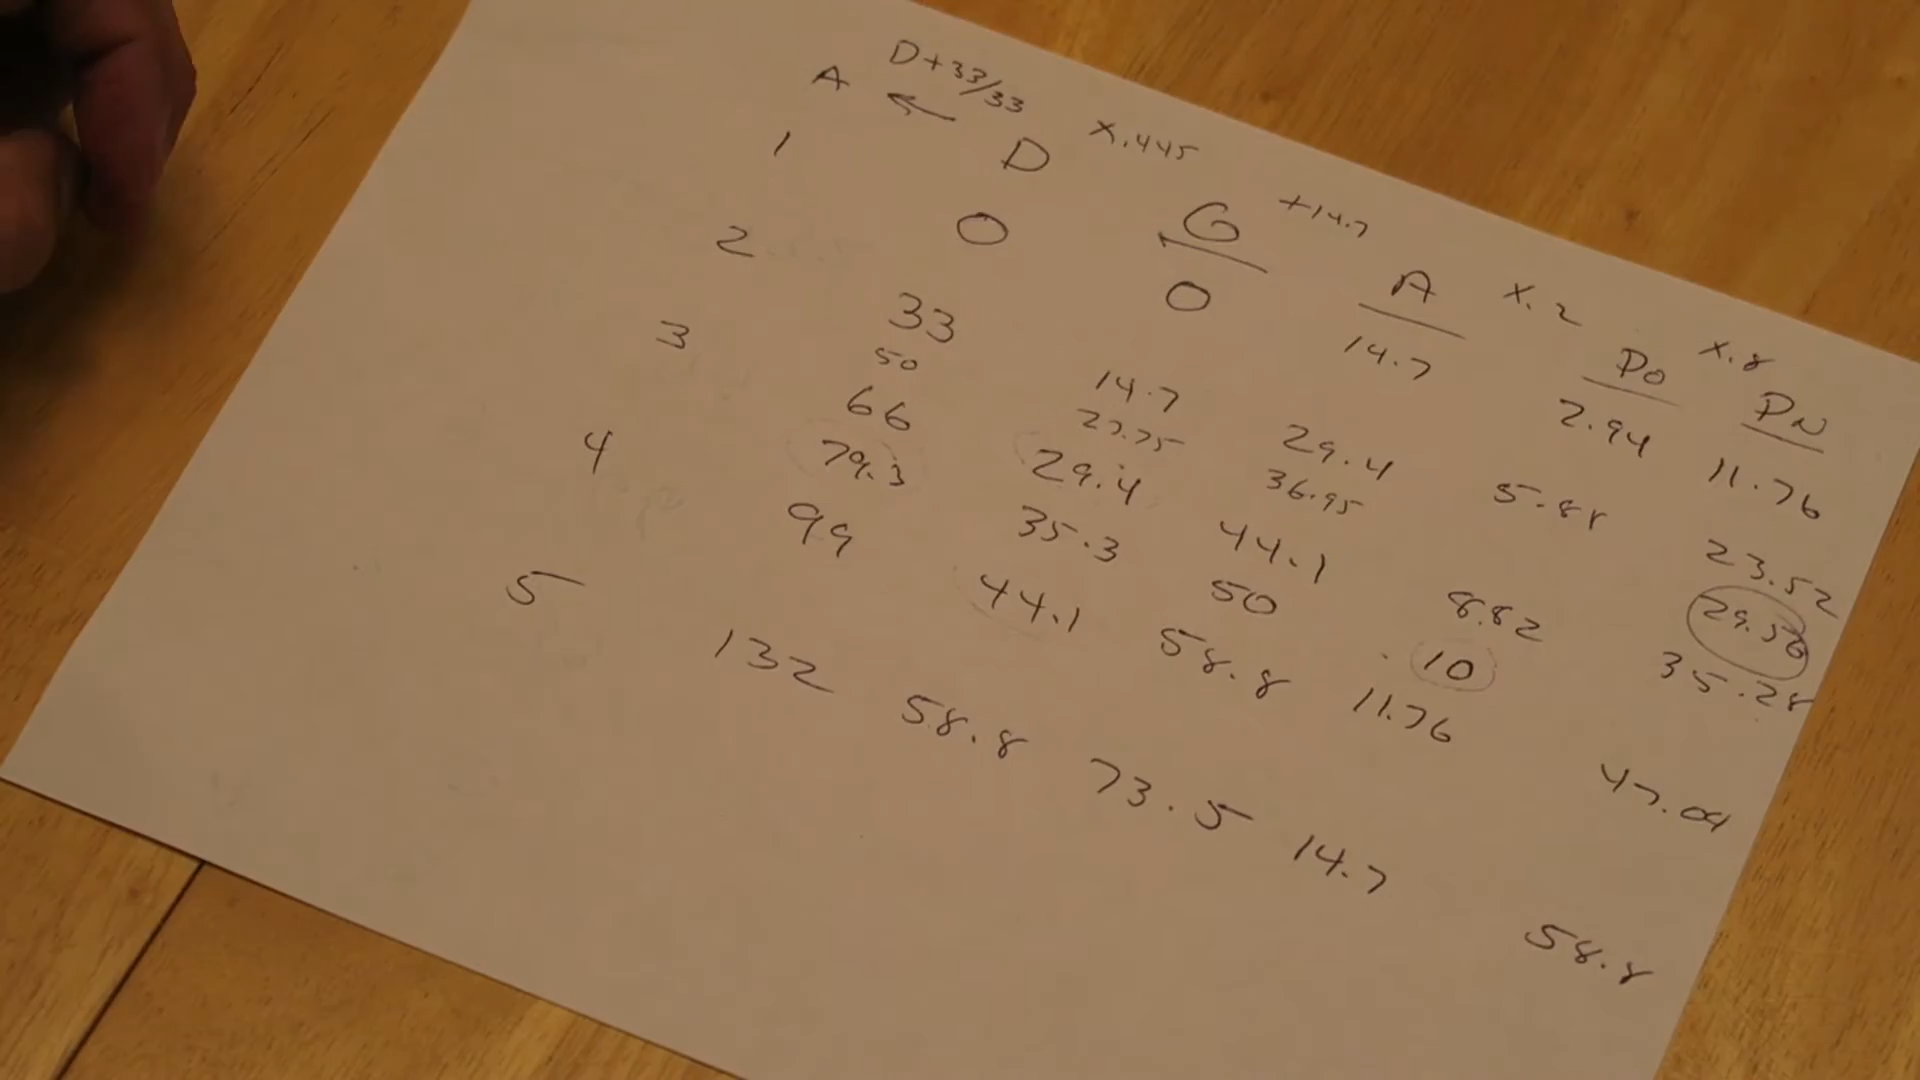 A D+33/33 x.445 +14.7 x.2 x.8
← D G A PO PN
1 0 0 14.7 2.94 11.76
2 33 14.7 29.4 5.88 23.52
50 22.25 36.95 29.56
3 66 29.4 44.1 8.82 35.28
79.3 35.3 50 10
4 99 44.1 58.8 11.76 47.04
5 132 58.8 73.5 14.7 58.8